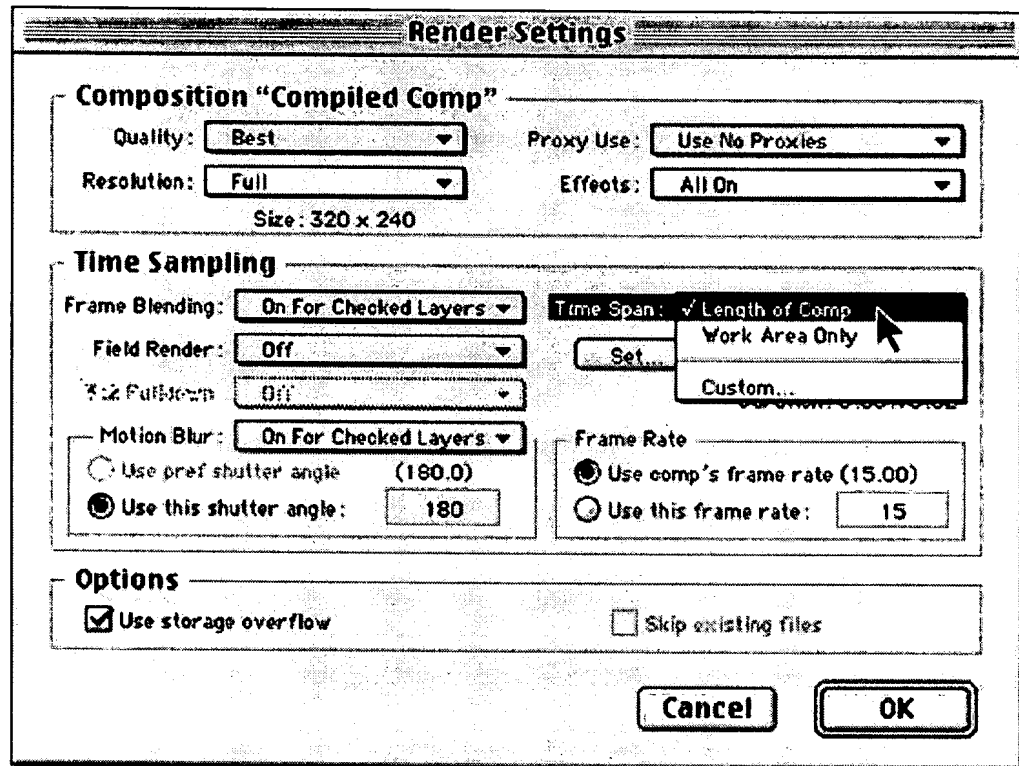 Render Settings
Composition “Compiled Comp”
Quality: Best
Proxy Use: Use No Proxies
Resolution: Full
Effects: All On
Size: 320 x 240
Time Sampling
Frame Blending: On For Checked Layers
Time Span: √ Length of Comp
Work Area Only
Custom...
Field Render: Off
Set...
3:2 Pulldown Off
Motion Blur: On For Checked Layers
Use pref shutter angle (180.0)
Use this shutter angle: 180
Frame Rate
Use comp's frame rate (15.00)
Use this frame rate: 15
Options
Use storage overflow
Skip existing files
Cancel
OK